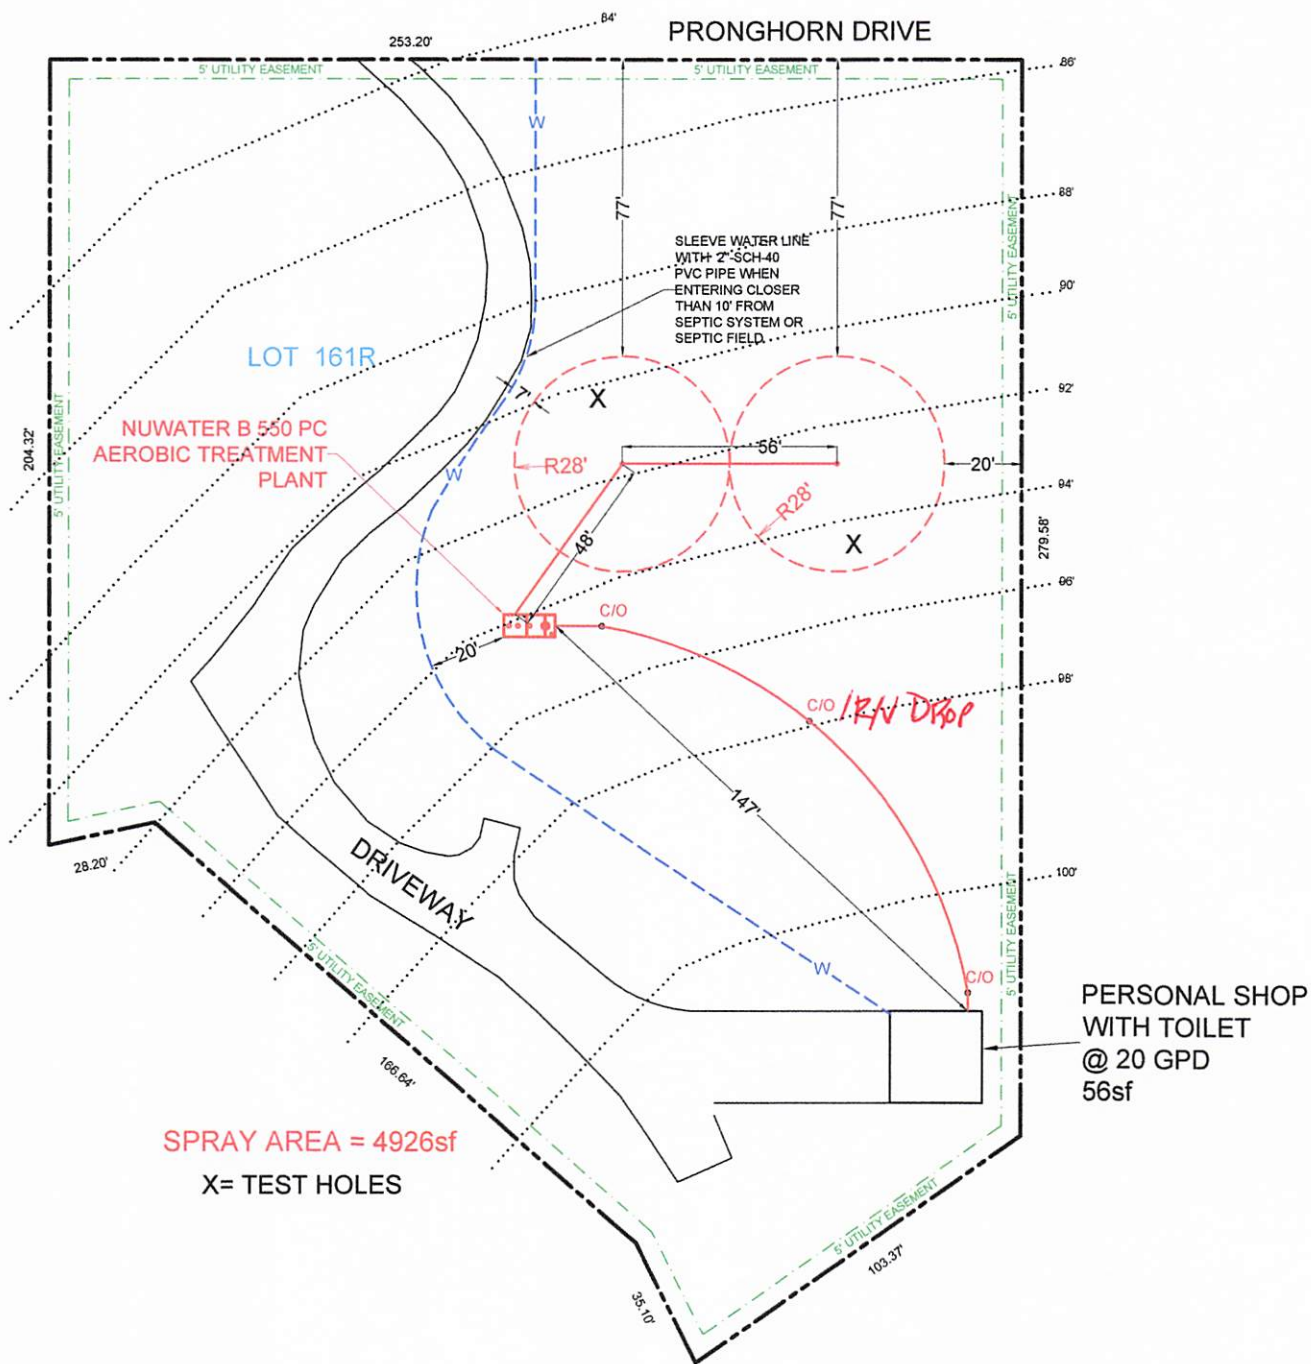 PRONGHORN DRIVE
84'
253.20'
5' UTILITY EASEMENT
5' UTILITY EASEMENT
86'
W
88'
77'
77'
5' UTILITY EASEMENT
SLEEVE WATER LINE
WITH 2"-SCH-40
PVC PIPE WHEN
ENTERING CLOSER
THAN 10' FROM
SEPTIC SYSTEM OR
SEPTIC FIELD
90'
LOT 161R
92'
7'
X
NUWATER B 550 PC
AEROBIC TREATMENT
PLANT
204.32'
5' UTILITY EASEMENT
56'
R28'
20'
W
94'
R28'
48'
X
279.58'
96'
C/O
20'
98'
C/O 1R/V DROP
147'
28.20'
DRIVEWAY
100'
5' UTILITY EASEMENT
5' UTILITY EASEMENT
W
C/O
PERSONAL SHOP
WITH TOILET
@ 20 GPD
56sf
166.64'
SPRAY AREA = 4926sf
X= TEST HOLES
5' UTILITY EASEMENT
103.37'
35.10'